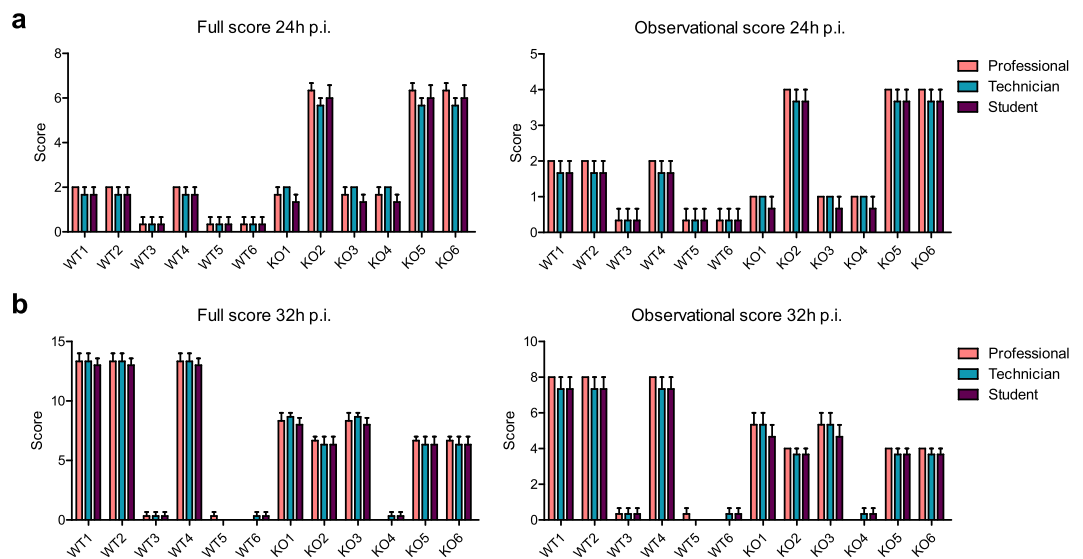 a
Full score 24h p.i.
Observational score 24h p.i.
8
6
4
2
0
Score
WT1 WT2 WT3 WT4 WT5 WT6 KO1 KO2 KO3 KO4 KO5 KO6
5
4
3
2
1
0
Score
WT1 WT2 WT3 WT4 WT5 WT6 KO1 KO2 KO3 KO4 KO5 KO6
Professional
Technician
Student
b
Full score 32h p.i.
Observational score 32h p.i.
15
10
5
0
Score
WT1 WT2 WT3 WT4 WT5 WT6 KO1 KO2 KO3 KO4 KO5 KO6
10
8
6
4
2
0
Score
WT1 WT2 WT3 WT4 WT5 WT6 KO1 KO2 KO3 KO4 KO5 KO6
Professional
Technician
Student